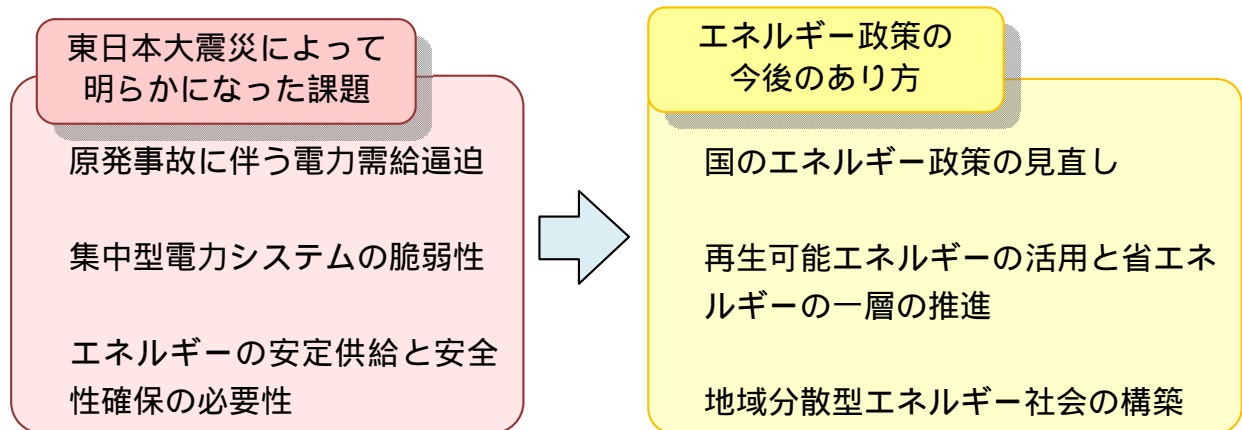 東日本大震災によって
明らかになった課題
原発事故に伴う電力需給逼迫
集中型電力システムの脆弱性
エネルギーの安定供給と安全
性確保の必要性
エネルギー政策の
今後のあり方
国のエネルギー政策の見直し
再生可能エネルギーの活用と省エネ
ルギーの一層の推進
地域分散型エネルギー社会の構築